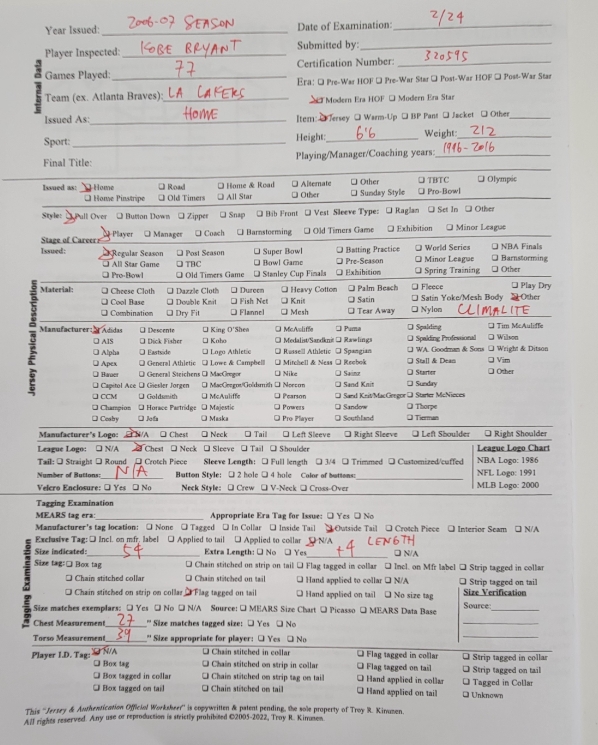 Year Issued: 2006-07 SEASON
Date of Examination: 2/24
Player Inspected: KOBE BRYANT
Submitted by:
Games Played: 77
Certification Number: 320595
Team (ex. Atlanta Braves): LA LAKERS
Era: ❑ Pre-War HOF ❑ Pre-War Star ❑ Post-War HOF ❑ Post-War Star
Modern Era HOF ❑ Modern Era Star
Issued As: HOME
Item: Jersey ❑ Warm-Up ❑ BP Pant ❑ Jacket ❑ Other
Sport:
Height: 6'6 Weight: 212
Final Title:
Playing/Manager/Coaching years: 1996-2016
Internal Data
Issued as: Home ❑ Road ❑ Home & Road ❑ Alternate ❑ Other ❑ TBTC ❑ Olympic
❑ Home Pinstripe ❑ Old Timers ❑ All Star ❑ Other ❑ Sunday Style ❑ Pro-Bowl
Style: Pull Over ❑ Button Down ❑ Zipper ❑ Snap ❑ Bib Front ❑ Vest Sleeve Type: ❑ Raglan ❑ Set In ❑ Other
Stage of Career: Player ❑ Manager ❑ Coach ❑ Barnstorming ❑ Old Timers Game ❑ Exhibition ❑ Minor League
Issued: Regular Season ❑ Post Season ❑ Super Bowl ❑ Batting Practice ❑ World Series ❑ NBA Finals
❑ All Star Game ❑ TBC ❑ Bowl Game ❑ Pre-Season ❑ Minor League ❑ Barnstorming
❑ Pro-Bowl ❑ Old Timers Game ❑ Stanley Cup Finals ❑ Exhibition ❑ Spring Training ❑ Other
Jersey Physical Description
Material: ❑ Cheese Cloth ❑ Dazzle Cloth ❑ Dureen ❑ Heavy Cotton ❑ Palm Beach ❑ Fleece ❑ Play Dry
❑ Cool Base ❑ Double Knit ❑ Fish Net ❑ Knit ❑ Satin ❑ Satin Yoke/Mesh Body Other
❑ Combination ❑ Dry Fit ❑ Flannel ❑ Mesh ❑ Tear Away ❑ Nylon CLIMALITE
Manufacturer: Adidas ❑ Descente ❑ King O'Shea ❑ McAuliffe ❑ Puma ❑ Spalding ❑ Tim McAuliffe
❑ AIS ❑ Dick Fisher ❑ Koho ❑ Medalist/Sandknit ❑ Rawlings ❑ Spalding Professional ❑ Wilson
❑ Alpha ❑ Eastside ❑ Logo Athletic ❑ Russell Athletic ❑ Spangian ❑ WA. Goodman & Sons ❑ Wright & Ditson
❑ Apex ❑ General Athletic ❑ Lowe & Campbell ❑ Mitchell & Ness ❑ Reebok ❑ Stall & Dean ❑ Vim
❑ Bauer ❑ General Steichens ❑ MacGregor ❑ Nike ❑ Sainz ❑ Starter ❑ Other
❑ Capitol Ace ❑ Giesler Jorgen ❑ MacGregor/Goldsmith ❑ Norcon ❑ Sand Knit ❑ Sunday
❑ CCM ❑ Goldsmith ❑ McAuliffe ❑ Pearson ❑ Sand Knit/MacGregor ❑ Starter McNieces
❑ Champion ❑ Horace Partridge ❑ Majestic ❑ Powers ❑ Sandow ❑ Thorpe
❑ Cosby ❑ Jofa ❑ Maska ❑ Pro Player ❑ Southland ❑ Tiernan
Manufacturer's Logo: N/A ❑ Chest ❑ Neck ❑ Tail ❑ Left Sleeve ❑ Right Sleeve ❑ Left Shoulder ❑ Right Shoulder
League Logo: ❑ N/A Chest ❑ Neck ❑ Sleeve ❑ Tail ❑ Shoulder
League Logo Chart
Tail: ❑ Straight ❑ Round ❑ Crotch Piece Sleeve Length: ❑ Full length ❑ 3/4 ❑ Trimmed ❑ Customized/cuffed
NBA Logo: 1986
Number of Buttons: N/A Button Style: ❑ 2 hole ❑ 4 hole Color of buttons:
NFL Logo: 1991
Velcro Enclosure: ❑ Yes ❑ No Neck Style: ❑ Crew ❑ V-Neck ❑ Cross-Over
MLB Logo: 2000
Tagging Examination
Tagging Examination
MEARS tag era: Appropriate Era Tag for Issue: ❑ Yes ❑ No
Manufacturer's tag location: ❑ None ❑ Tagged ❑ In Collar ❑ Inside Tail Outside Tail ❑ Crotch Piece ❑ Interior Seam ❑ N/A
Exclusive Tag: ❑ Incl. on mfr. label ❑ Applied to tail ❑ Applied to collar N/A
Size indicated: 54 Extra Length: ❑ No ❑ Yes +4 LENGTH ❑ N/A
Size tag: ❑ Box tag ❑ Chain stitched on strip on tail ❑ Flag tagged in collar ❑ Incl. on Mfr label ❑ Strip tagged in collar
❑ Chain stitched collar ❑ Chain stitched on tail ❑ Hand applied to collar ❑ N/A ❑ Strip tagged on tail
❑ Chain stitched on strip on collar Flag tagged in tail ❑ Hand applied on tail ❑ No size tag
Size Verification
Size matches exemplars: ❑ Yes ❑ No ❑ N/A Source: ❑ MEARS Size Chart ❑ Picasso ❑ MEARS Data Base
Source:
Chest Measurement 27 " Size matches tagged size: ❑ Yes ❑ No
Torso Measurement 39 " Size appropriate for player: ❑ Yes ❑ No
Player I.D. Tag: N/A ❑ Chain stitched in collar ❑ Flag tagged in collar ❑ Strip tagged in collar
❑ Box tag ❑ Chain stitched on strip in collar ❑ Flag tagged on tail ❑ Strip tagged on tail
❑ Box tagged in collar ❑ Chain stitched on strip tag on tail ❑ Hand applied in collar ❑ Tagged in Collar
❑ Box tagged on tail ❑ Chain stitched on tail ❑ Hand applied on tail ❑ Unknown
This "Jersey & Authentication Official Worksheet" is copywritten & patent pending, the sole property of Troy R. Kinunen.
All rights reserved. Any use or reproduction is strictly prohibited ©2005-2022, Troy R. Kinunen.